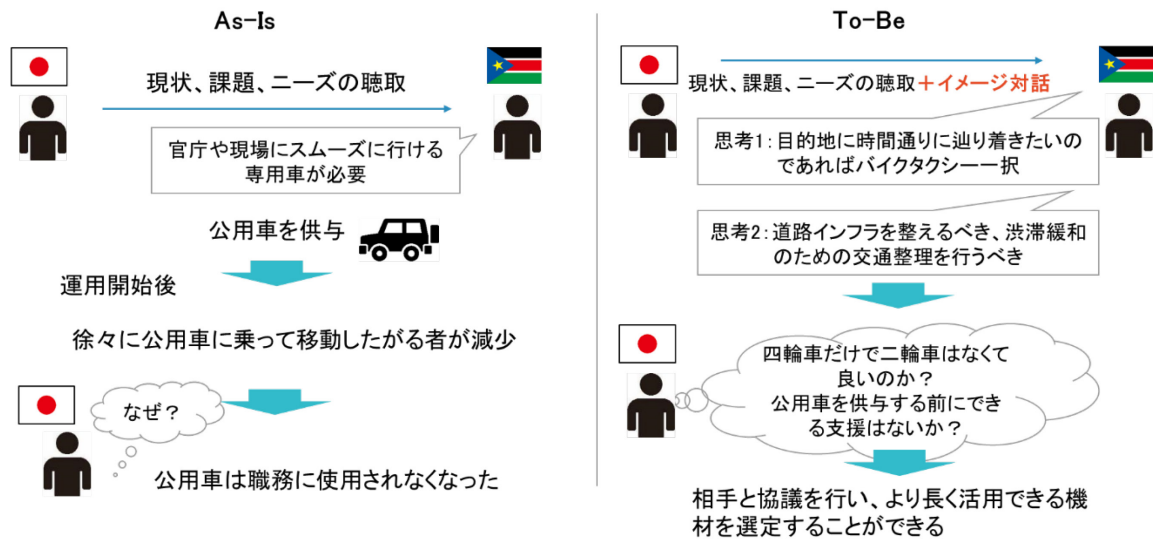 As-Is
現状、課題、ニーズの聴取
官庁や現場にスムーズに行ける
専用車が必要
公用車を供与
運用開始後
徐々に公用車に乗って移動したがる者が減少
なぜ？
公用車は職務に使用されなくなった
To-Be
現状、課題、ニーズの聴取＋イメージ対話
思考1：目的地に時間通りに辿り着きたいの
であればバイクタクシー一択
思考2：道路インフラを整えるべき、渋滞緩和
のための交通整理を行うべき
四輪車だけで二輪車はなくて
良いのか？
公用車を供与する前にでき
る支援はないか？
相手と協議を行い、より長く活用できる機
材を選定することができる